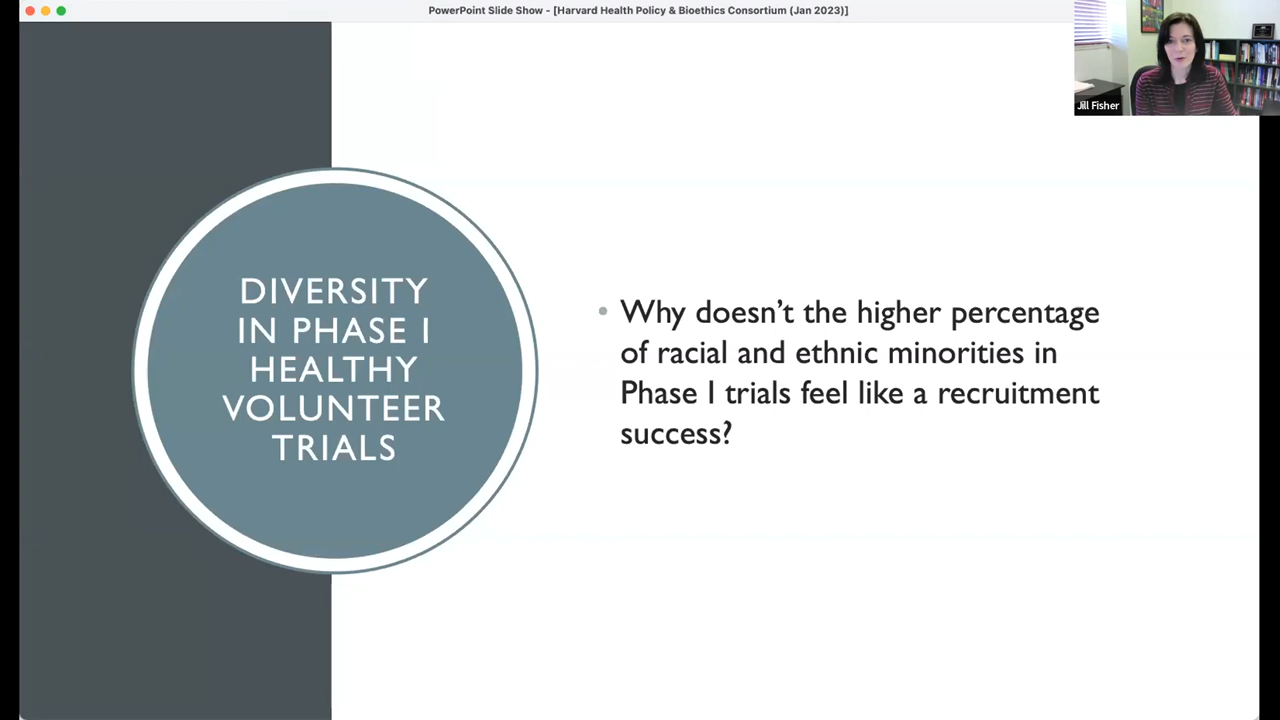 PowerPoint Slide Show - [Harvard Health Policy & Bioethics Consortium (Jan 2023)]
Jill Fisher
DIVERSITY
IN PHASE I
HEALTHY
VOLUNTEER
TRIALS
• Why doesn't the higher percentage
of racial and ethnic minorities in
Phase I trials feel like a recruitment
success?